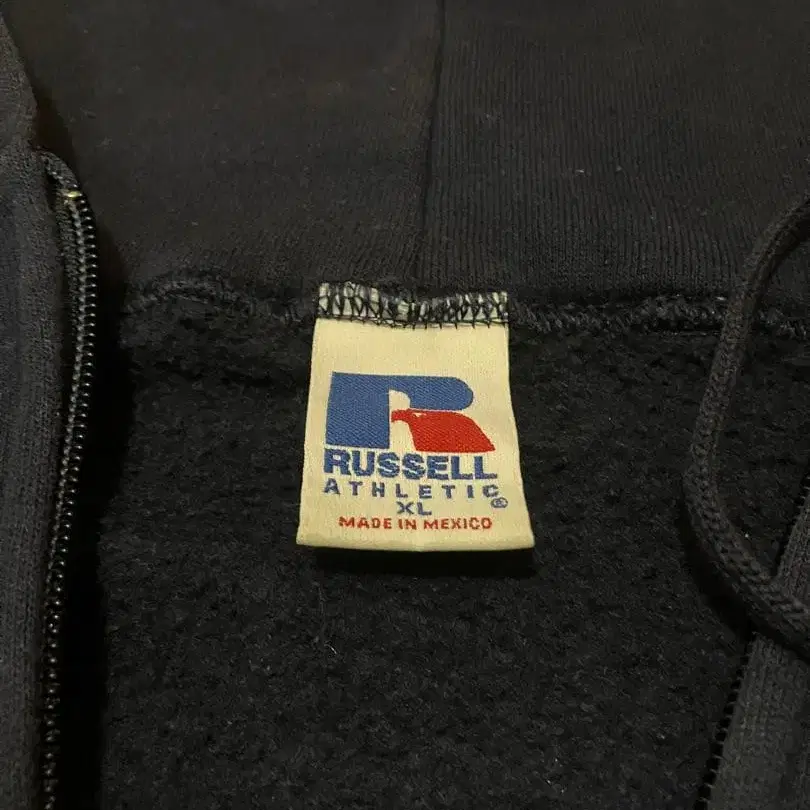 R
RUSSELL
ATHLETIC®
XL
MADE IN MEXICO